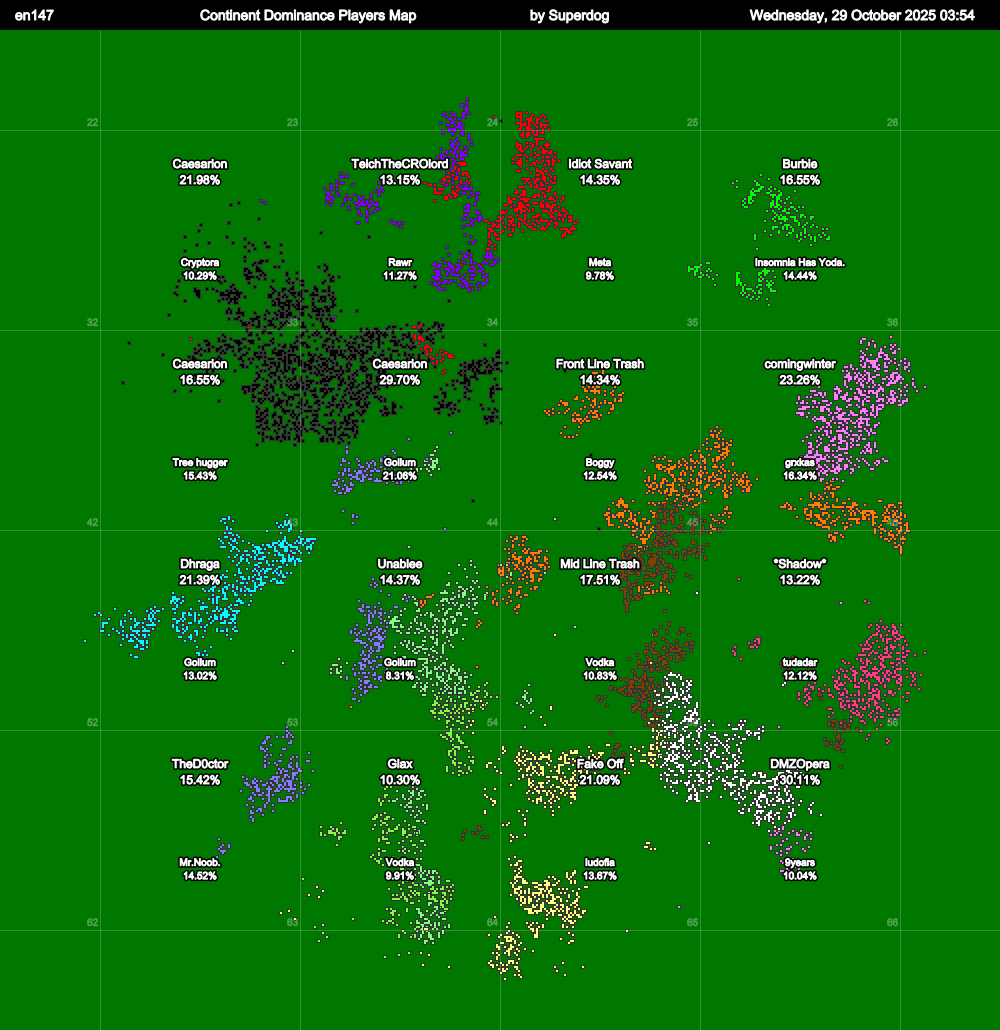 en147 Continent Dominance Players Map by Superdog Wednesday, 29 October 2025 03:54
22 23 24 25 26
Caesarion TeichTheCROlord Idiot Savant Burbie
21.98% 13.15% 14.35% 16.55%
Cryptora Rawr Meta Insomnia Has Yoda.
10.29% 11.27% 9.78% 14.44%
32 33 34 35 36
Caesarion Caesarion Front Line Trash comingwinter
16.55% 29.70% 14.34% 23.26%
Tree hugger Gollum Boggy grxkas
15.43% 21.06% 12.54% 16.34%
42 43 44 45 46
Dhraga Unablee Mid Line Trash *Shadow*
21.39% 14.37% 17.51% 13.22%
Gollum Gollum Vodka tudadar
13.02% 8.31% 10.83% 12.12%
52 53 54 56
TheD0ctor Glax Fake Off DMZOpera
15.42% 10.30% 21.09% 30.11%
Mr.Noob. Vodka ludofia 9years
14.52% 9.91% 13.67% 10.04%
62 63 64 65 66